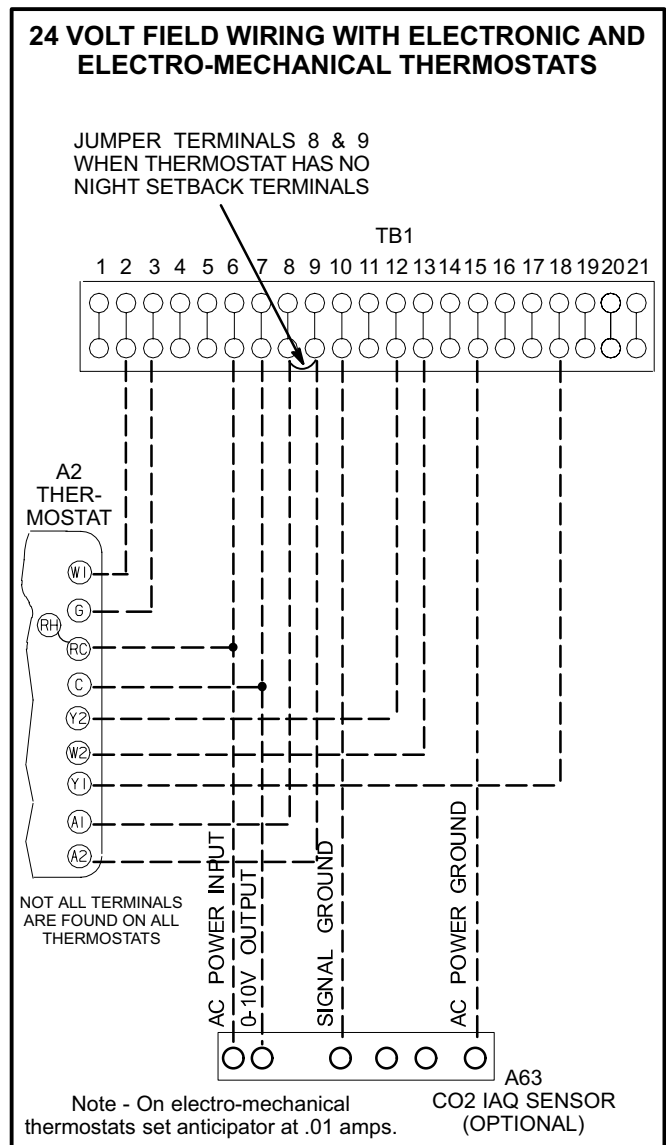 24 VOLT FIELD WIRING WITH ELECTRONIC AND
ELECTRO-MECHANICAL THERMOSTATS
JUMPER TERMINALS 8 & 9
WHEN THERMOSTAT HAS NO
NIGHT SETBACK TERMINALS
TB1
1 2 3 4 5 6 7 8 9 10 11 12 13 14 15 16 17 18 19 20 21
A2
THER-
MOSTAT
W1
G
RH
RC
C
Y2
W2
Y1
A1
A2
NOT ALL TERMINALS
ARE FOUND ON ALL
THERMOSTATS
AC POWER INPUT
0-10V OUTPUT
SIGNAL GROUND
AC POWER GROUND
A63
CO2 IAQ SENSOR
(OPTIONAL)
Note - On electro-mechanical
thermostats set anticipator at .01 amps.